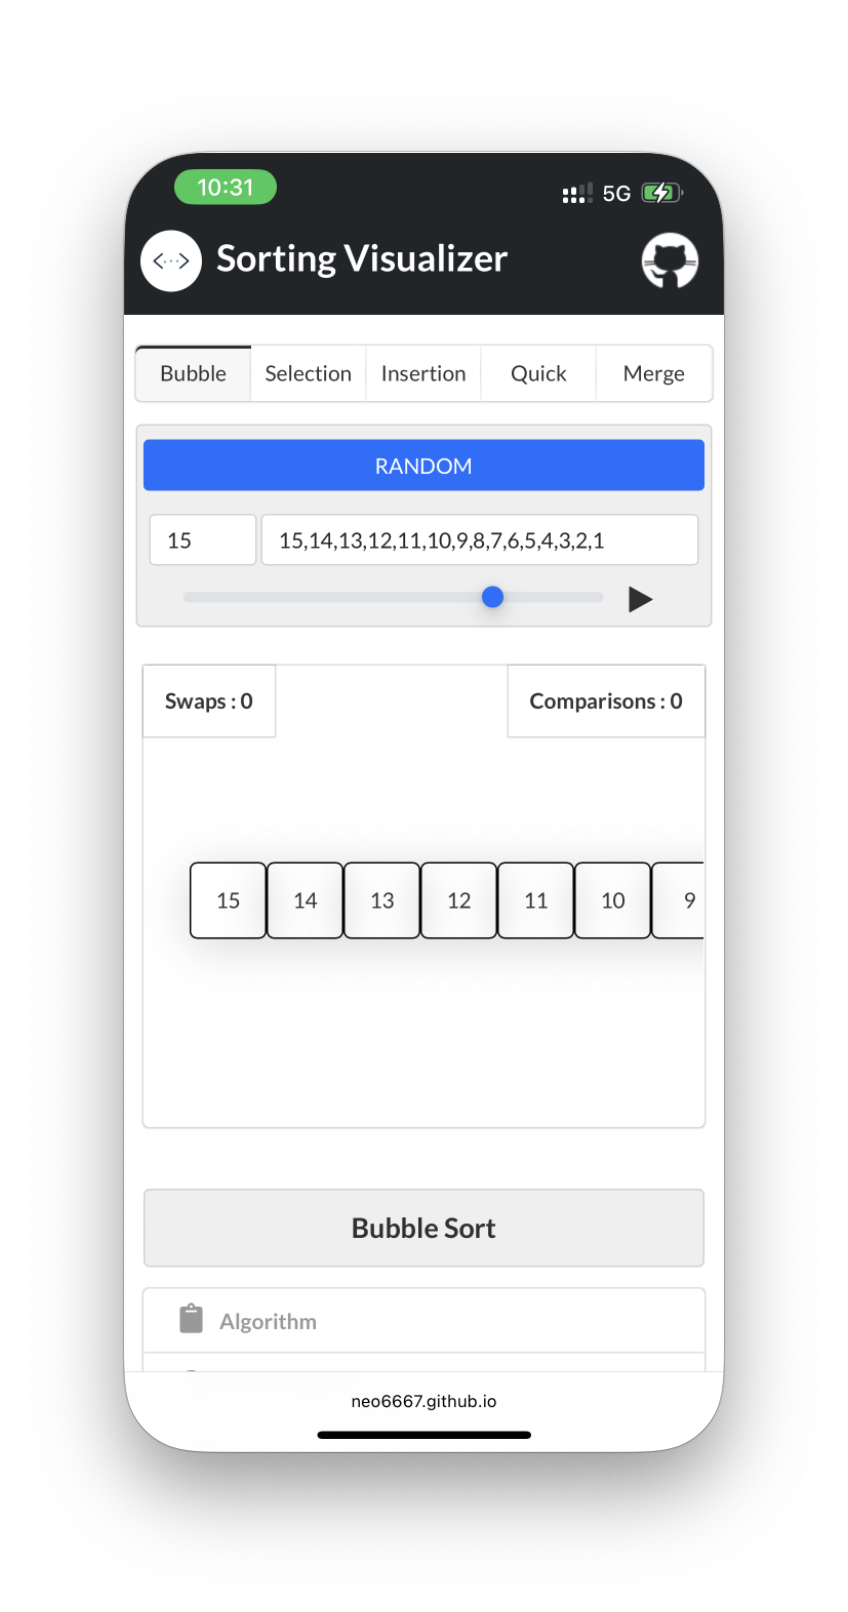 10:31
5G
<···> Sorting Visualizer
Bubble Selection Insertion Quick Merge
RANDOM
15 15,14,13,12,11,10,9,8,7,6,5,4,3,2,1
Swaps : 0 Comparisons : 0
15 14 13 12 11 10 9
Bubble Sort
Algorithm
neo6667.github.io